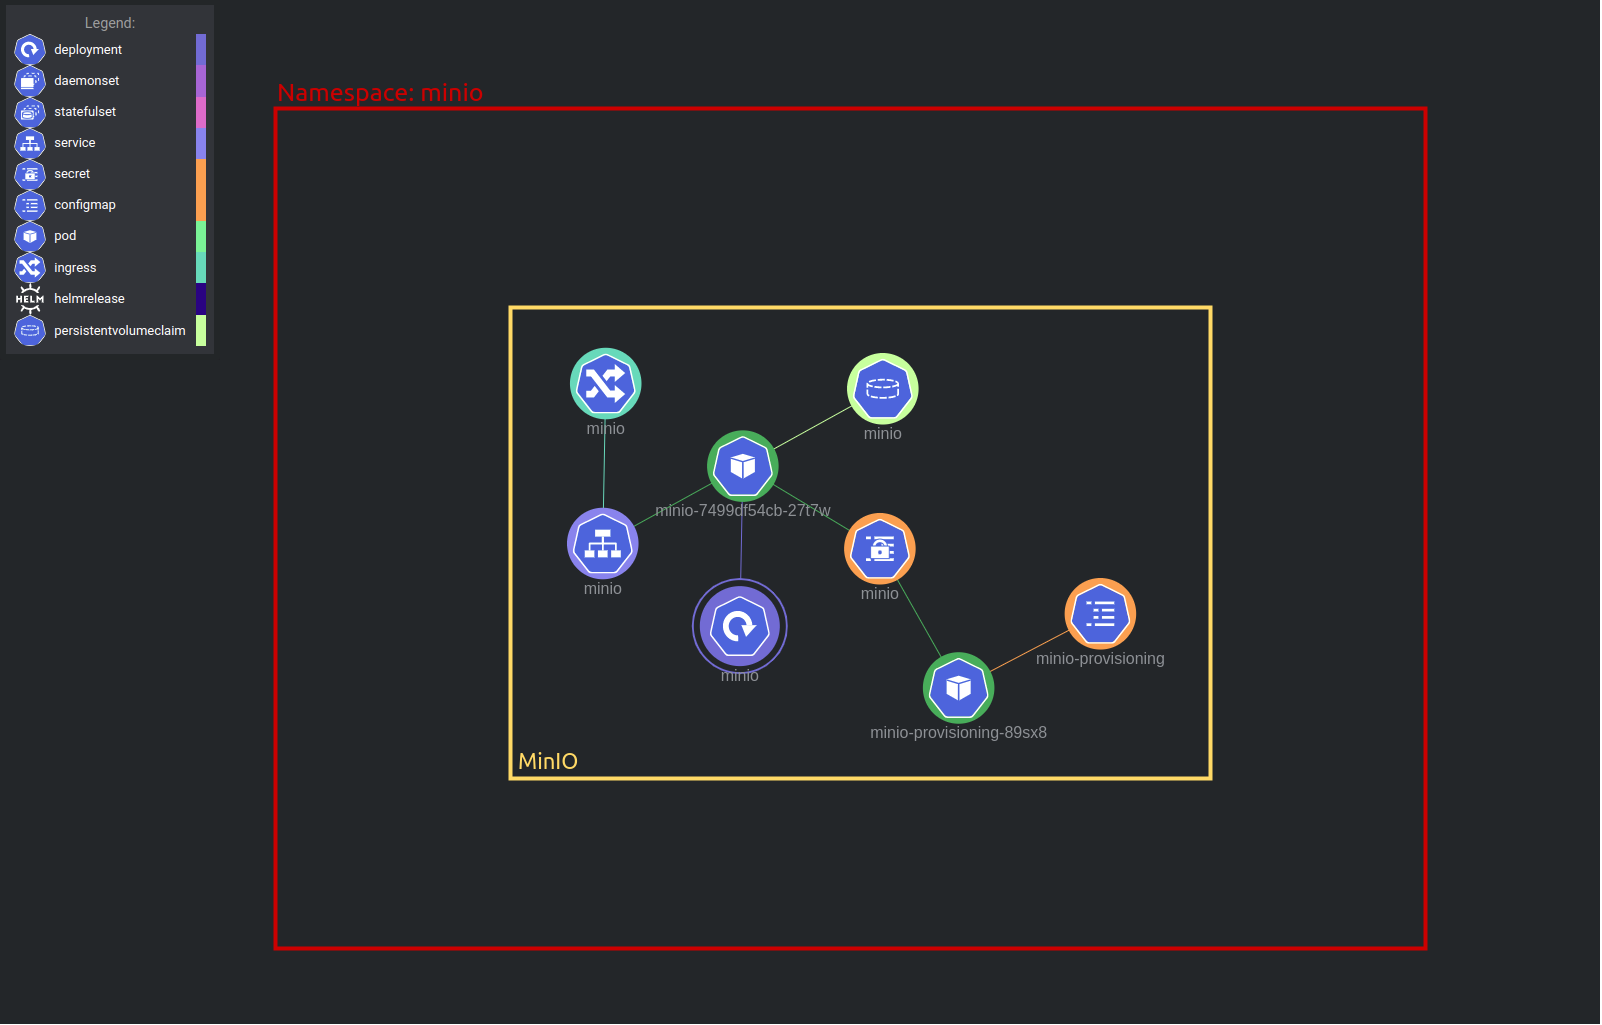 Legend:
deployment
daemonset
statefulset
service
secret
configmap
pod
ingress
HELM helmrelease
persistentvolumeclaim
Namespace: minio
minio
minio
minio-7499df54cb-27t7w
minio
minio
minio
minio-provisioning
minio-provisioning-89sx8
MinIO